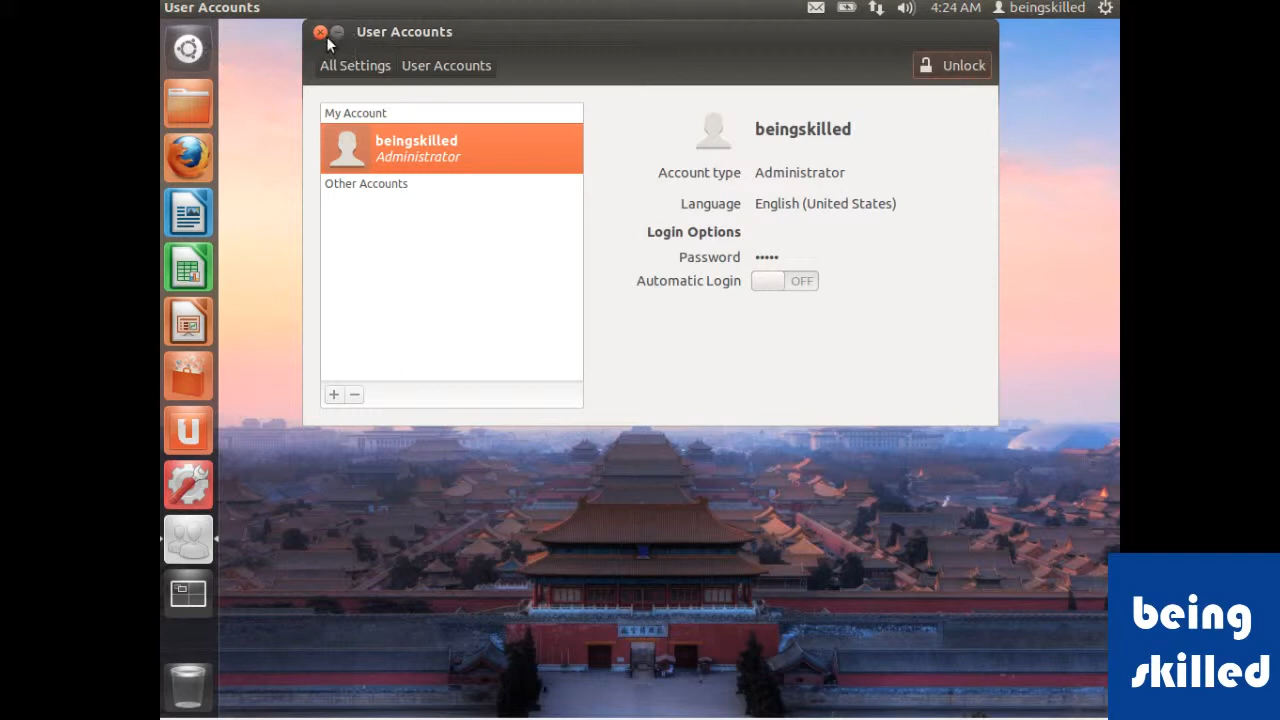 User Accounts
4:24 AM
beingskilled
User Accounts
All Settings
User Accounts
Unlock
My Account
beingskilled
Administrator
Other Accounts
beingskilled
Account type
Administrator
Language
English (United States)
Login Options
Password
•••••
Automatic Login
OFF
being
skilled